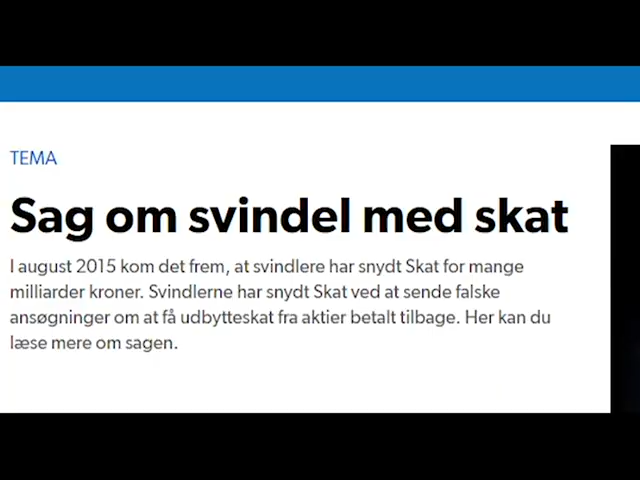 TEMA
Sag om svindel med skat
I august 2015 kom det frem, at svindlere har snydt Skat for mange
milliarder kroner. Svindlerne har snydt Skat ved at sende falske
ansøgninger om at få udbytteskat fra aktier betalt tilbage. Her kan du
læse mere om sagen.